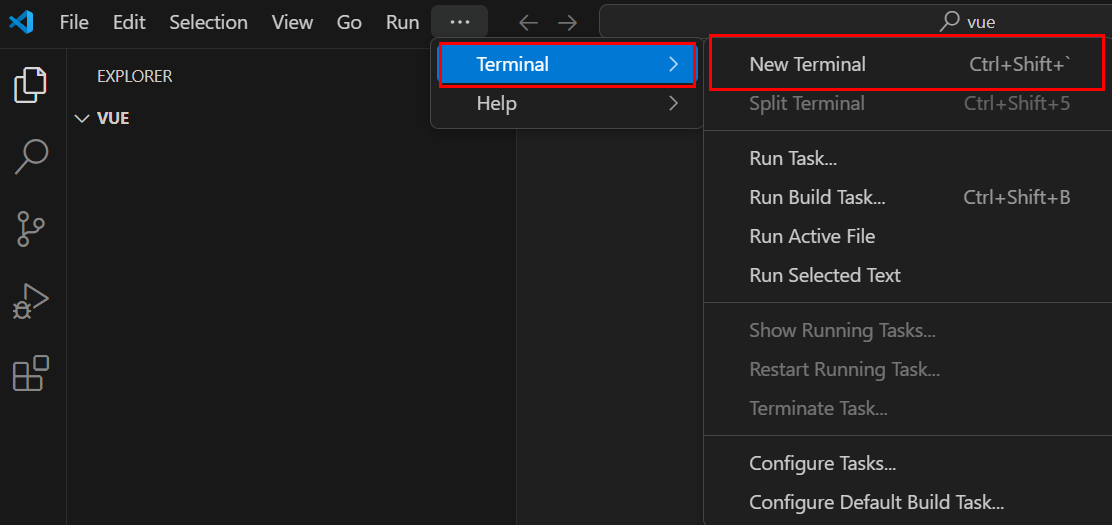 File Edit Selection View Go Run ··· vue
EXPLORER
VUE
Terminal
Help
New Terminal Ctrl+Shift+`
Split Terminal Ctrl+Shift+5
Run Task...
Run Build Task... Ctrl+Shift+B
Run Active File
Run Selected Text
Show Running Tasks...
Restart Running Task...
Terminate Task...
Configure Tasks...
Configure Default Build Task...